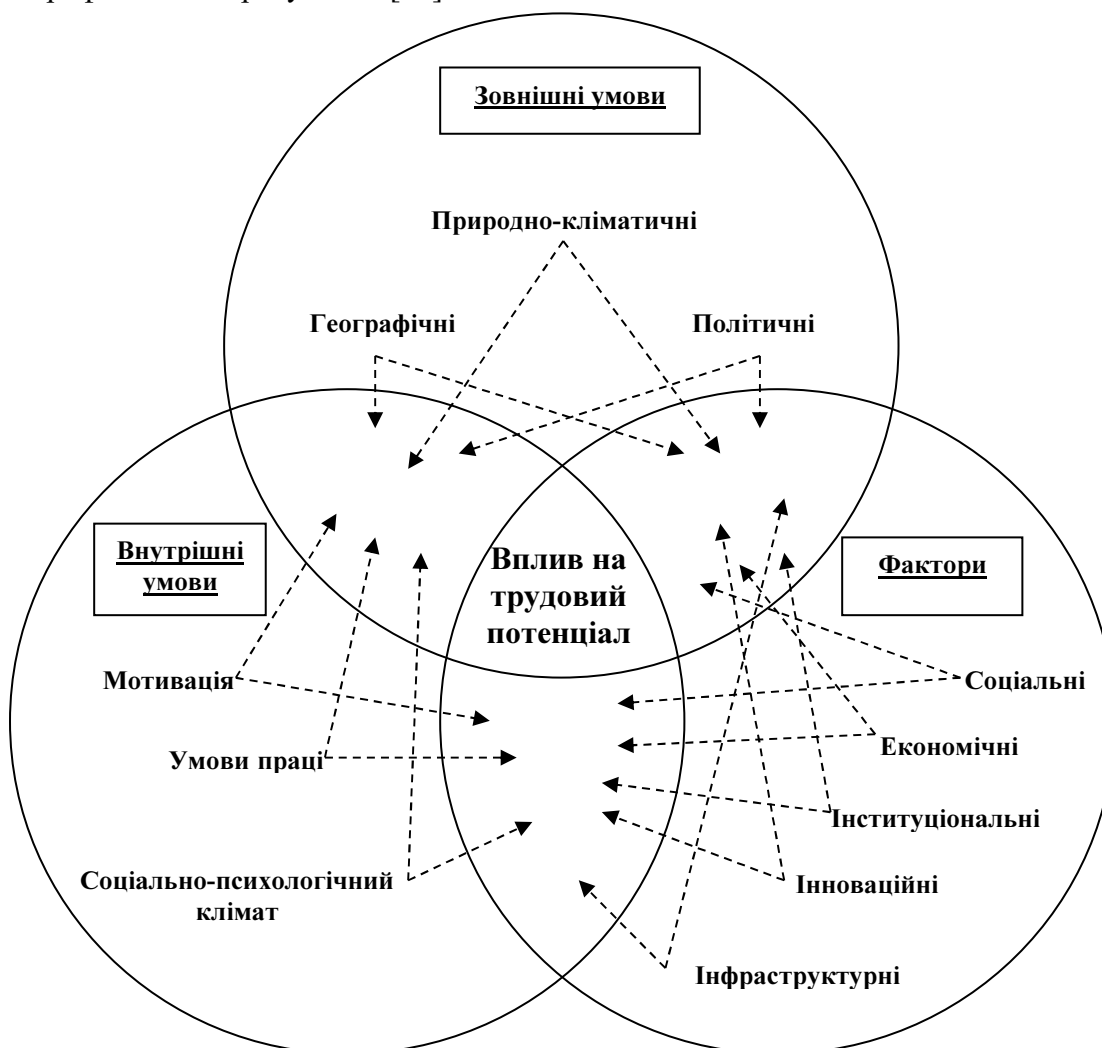 Зовнішні умови
Природно-кліматичні
Географічні
Політичні
Внутрішні
умови
Вплив на
трудовий
потенціал
Фактори
Мотивація
Соціальні
Умови праці
Економічні
Інституціональні
Соціально-психологічний
клімат
Інноваційні
Інфраструктурні